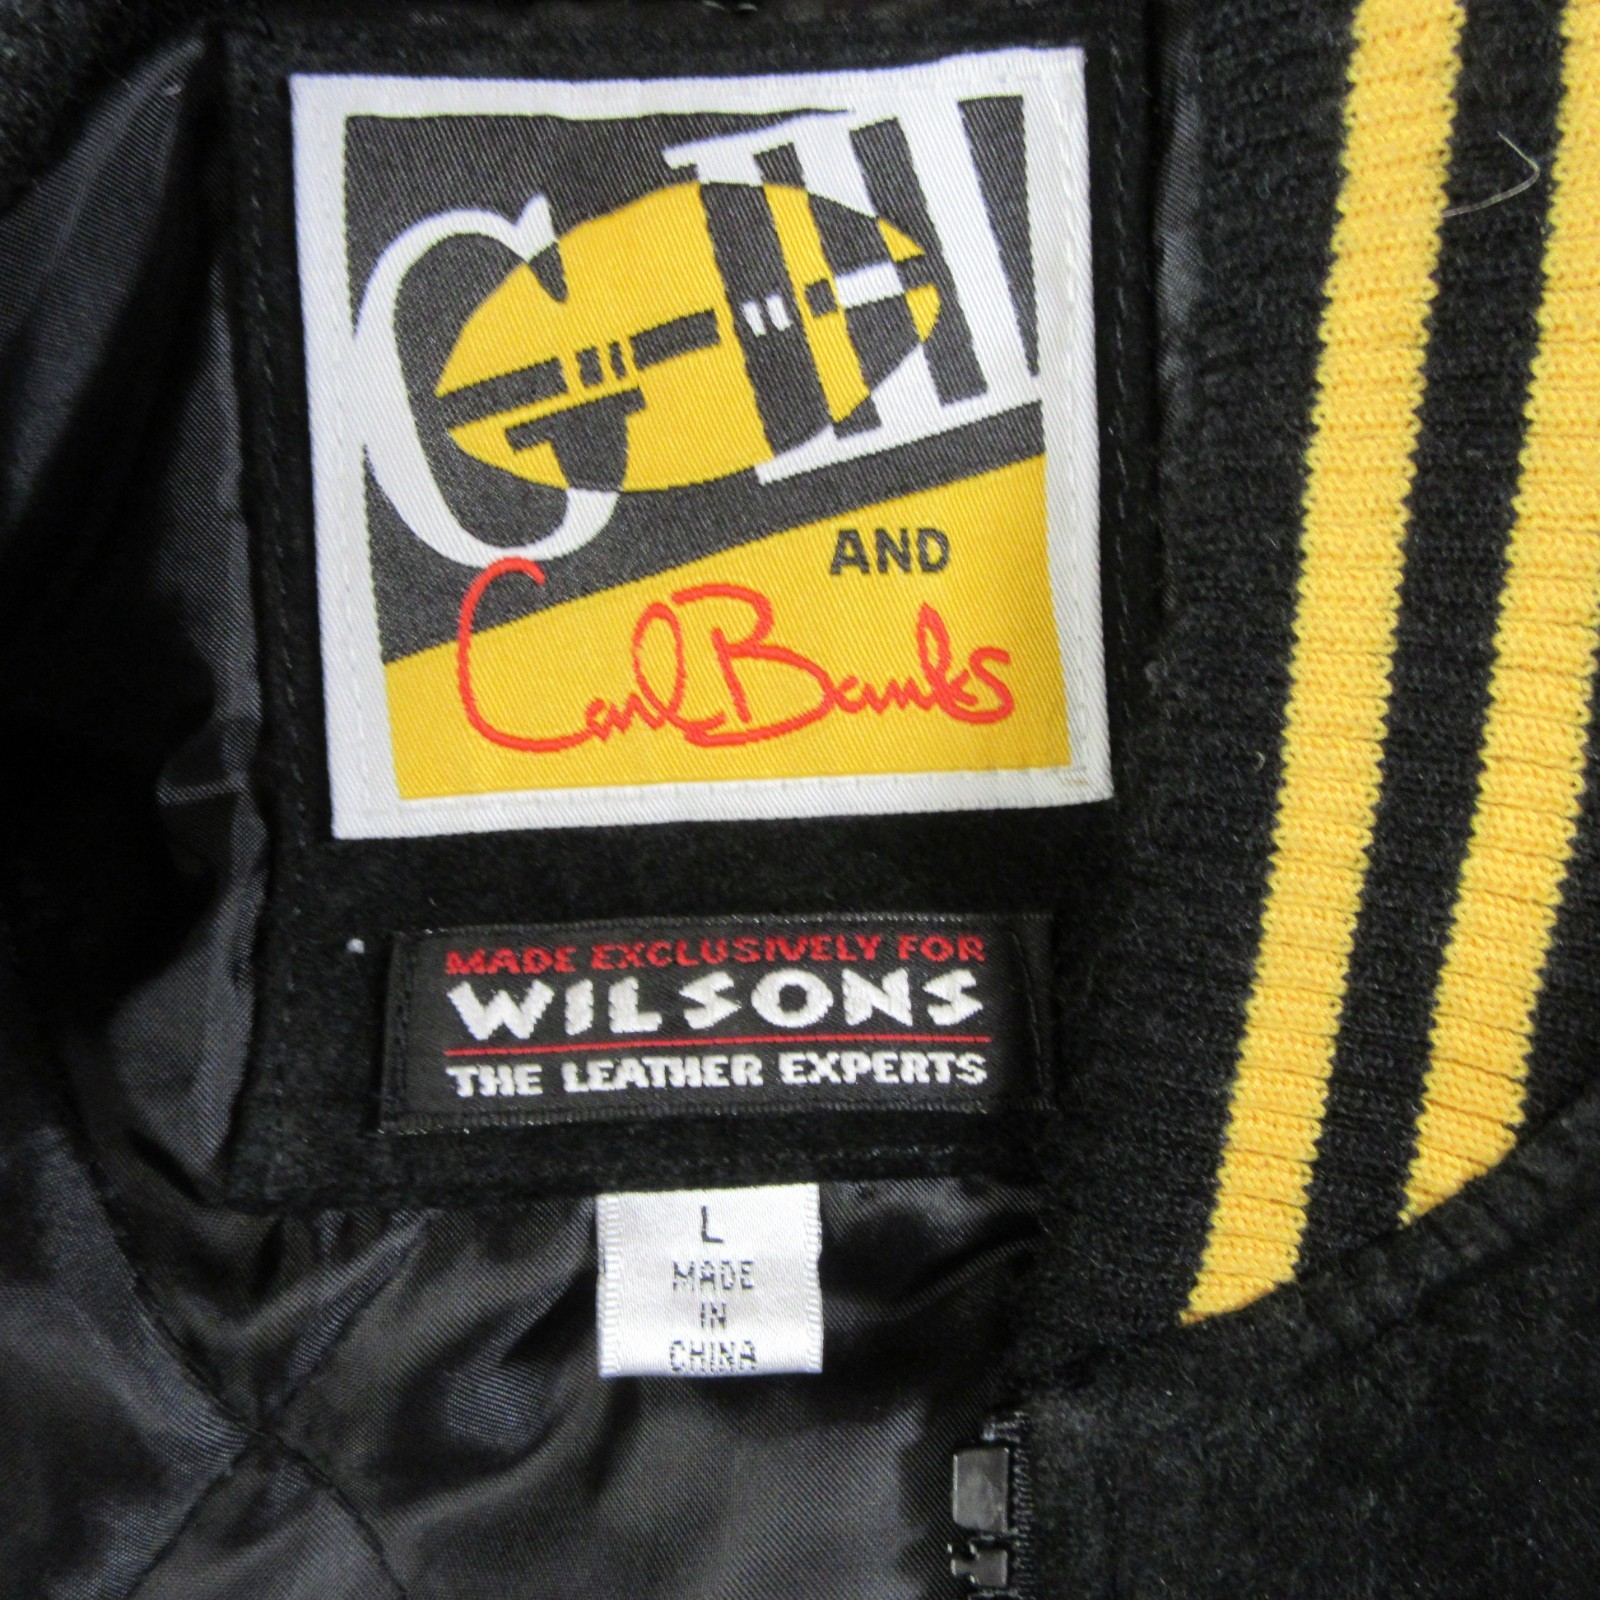 G-III
AND
Carl Banks
MADE EXCLUSIVELY FOR
WILSONS
THE LEATHER EXPERTS
L
MADE
IN
CHINA